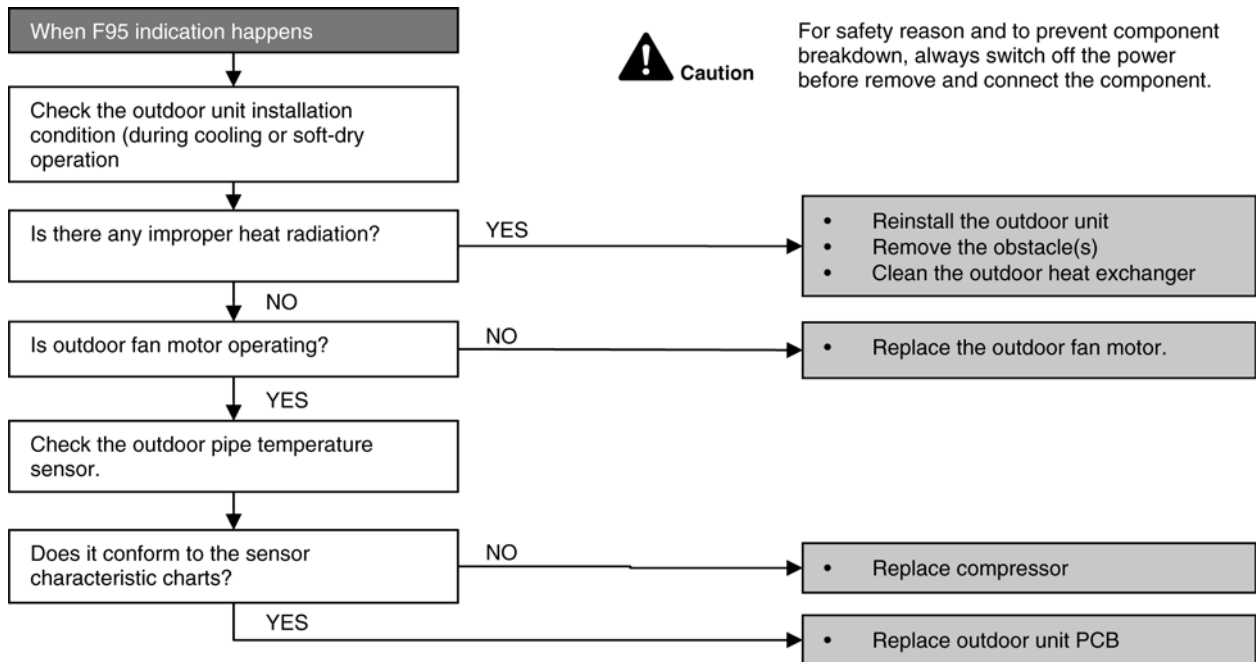 When F95 indication happens
Caution
For safety reason and to prevent component
breakdown, always switch off the power
before remove and connect the component.
Check the outdoor unit installation
condition (during cooling or soft-dry
operation
Is there any improper heat radiation?
YES
• Reinstall the outdoor unit
• Remove the obstacle(s)
• Clean the outdoor heat exchanger
NO
Is outdoor fan motor operating?
NO
• Replace the outdoor fan motor.
YES
Check the outdoor pipe temperature
sensor.
Does it conform to the sensor
characteristic charts?
NO
• Replace compressor
YES
• Replace outdoor unit PCB